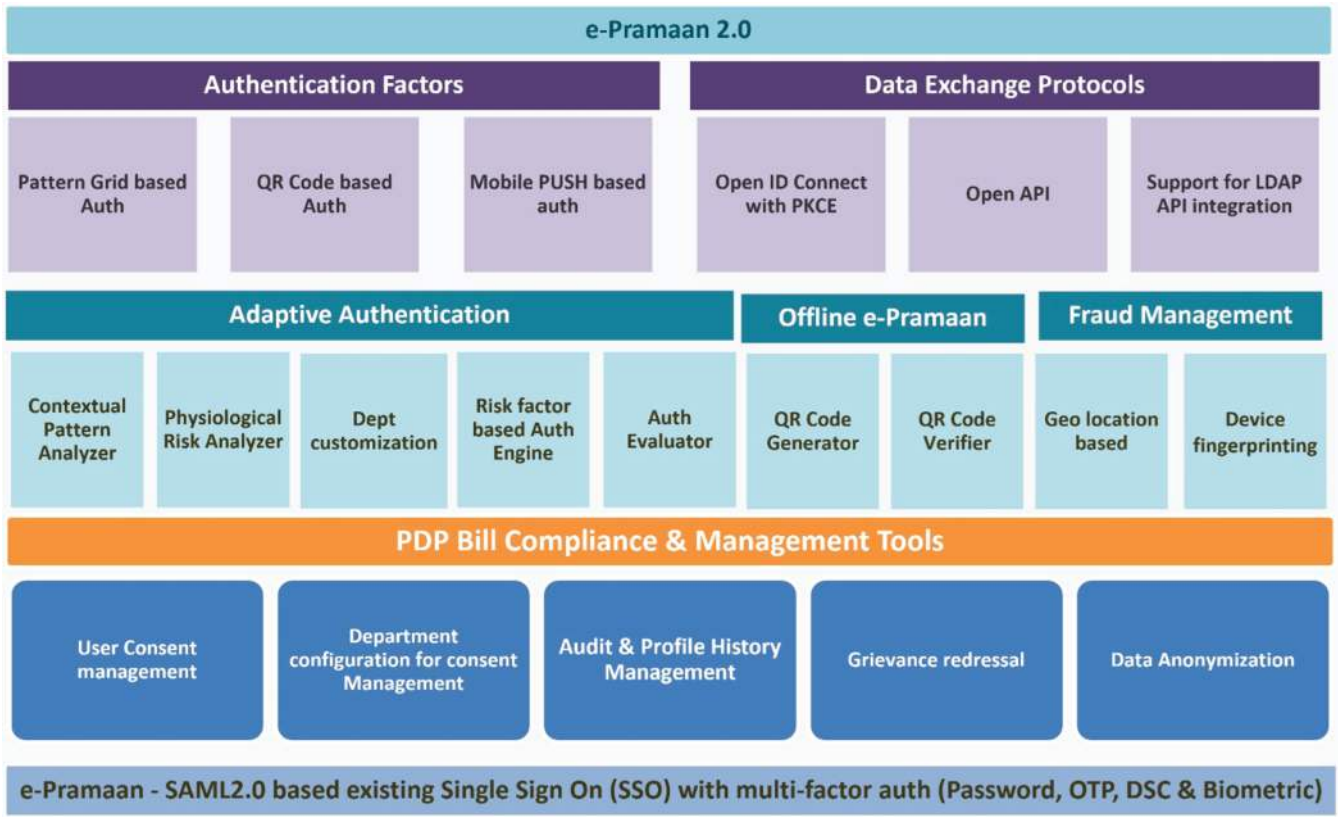 e-Pramaan 2.0
Authentication Factors
Data Exchange Protocols
Pattern Grid based
Auth
QR Code based
Auth
Mobile PUSH based
auth
Open ID Connect
with PKCE
Open API
Support for LDAP
API integration
Adaptive Authentication
Offline e-Pramaan
Fraud Management
Contextual
Pattern
Analyzer
Physiological
Risk Analyzer
Dept
customization
Risk factor
based Auth
Engine
Auth
Evaluator
QR Code
Generator
QR Code
Verifier
Geo location
based
Device
fingerprinting
PDP Bill Compliance & Management Tools
User Consent
management
Department
configuration for consent
Management
Audit & Profile History
Management
Grievance redressal
Data Anonymization
e-Pramaan - SAML2.0 based existing Single Sign On (SSO) with multi-factor auth (Password, OTP, DSC & Biometric)